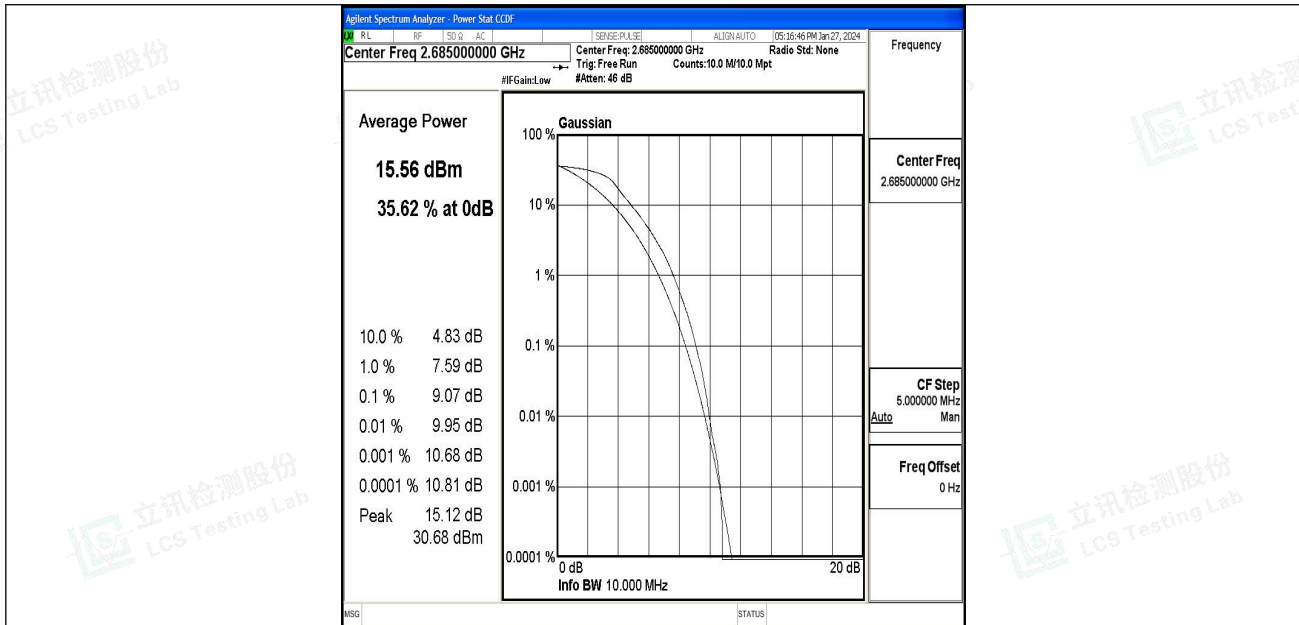 Agilent Spectrum Analyzer - Power Stat CCDF
RL RF 50 Ω AC SENSE:PULSE ALIGN AUTO 05:16:46 PM Jan 27, 2024
Center Freq 2.685000000 GHz
Center Freq: 2.685000000 GHz
Radio Std: None
Trig: Free Run Counts:10.0 M/10.0 Mpt
#IFGain:Low #Atten: 46 dB
Frequency
Average Power
15.56 dBm
35.62 % at 0dB
10.0 % 4.83 dB
1.0 % 7.59 dB
0.1 % 9.07 dB
0.01 % 9.95 dB
0.001 % 10.68 dB
0.0001 % 10.81 dB
Peak 15.12 dB
30.68 dBm
Gaussian
100 %
10 %
1 %
0.1 %
0.01 %
0.001 %
0.0001 %
0 dB 20 dB
Info BW 10.000 MHz
Center Freq
2.685000000 GHz
CF Step
5.000000 MHz
Auto Man
Freq Offset
0 Hz
MSG STATUS
立讯检测股份
LCS Testing Lab
立讯检测
LCS Test
立讯检测股份
LCS Testing Lab
立讯检测股份
LCS Testing Lab